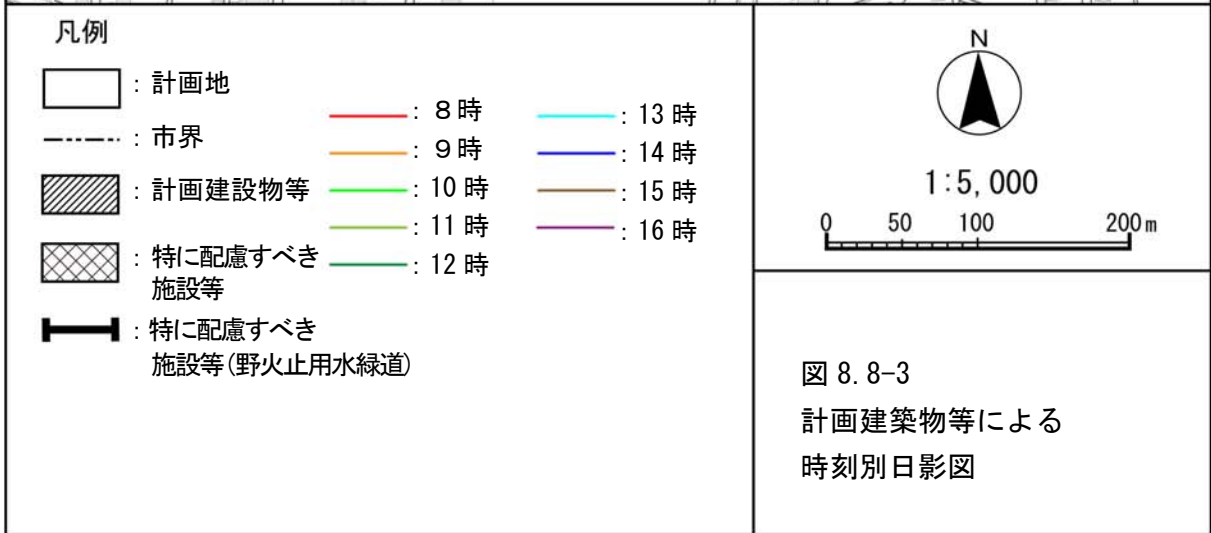 凡例
: 計画地
: 市界
: 計画建設物等
: 特に配慮すべき
施設等
: 特に配慮すべき
施設等(野火止用水緑道)
: 8時
: 9時
: 10時
: 11時
: 12時
: 13時
: 14時
: 15時
: 16時
N
1:5,000
0 50 100 200m
図 8.8-3
計画建築物等による
時刻別日影図